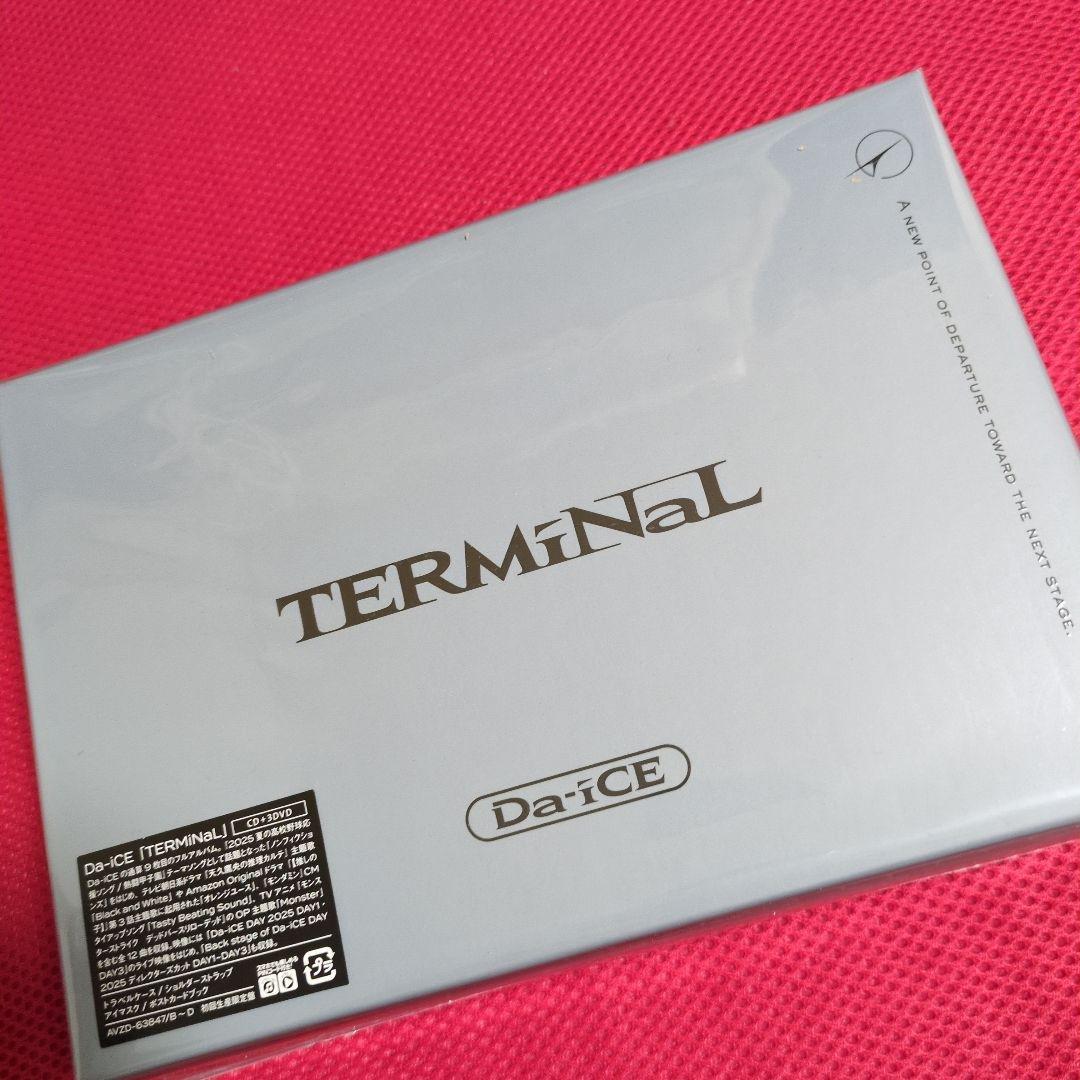 A NEW POINT OF DEPARTURE TOWARD THE NEXT STAGE.
TERMiNaL
Da-iCE
Da-iCE「TERMiNaL」 CD+3DVD
Da-iCEの通算9枚目のフルアルバム。「2025 夏の高校野球応
援ソング / 熱闘甲子園」テーマソングとして話題となった「ノンフィクショ
ンズ」をはじめ、テレビ朝日系ドラマ「天久鷹央の推理カルテ」主題歌
「Black and White」や Amazon Original ドラマ「【推しの
子】」第3話主題歌に起用された「オレンジユース」、「モンダミン」CM
タイアップソング「Tasty Beating Sound」、TVアニメ「モンス
ターストライク デッドバースリローデッド」のOP主題歌「Monster」
を含む全12曲を収録。映像には「Da-iCE DAY 2025 DAY1・
DAY3」のライブ映像をはじめ、「Back stage of Da-iCE DAY
2025 ディレクターズカット DAY1-DAY3」も収録。
トラベルケース / ショルダーストラップ
アイマスク / ポストカードブック
AVZD-63847/B～D 初回生産限定盤
スマホでも楽しめる!
プラ